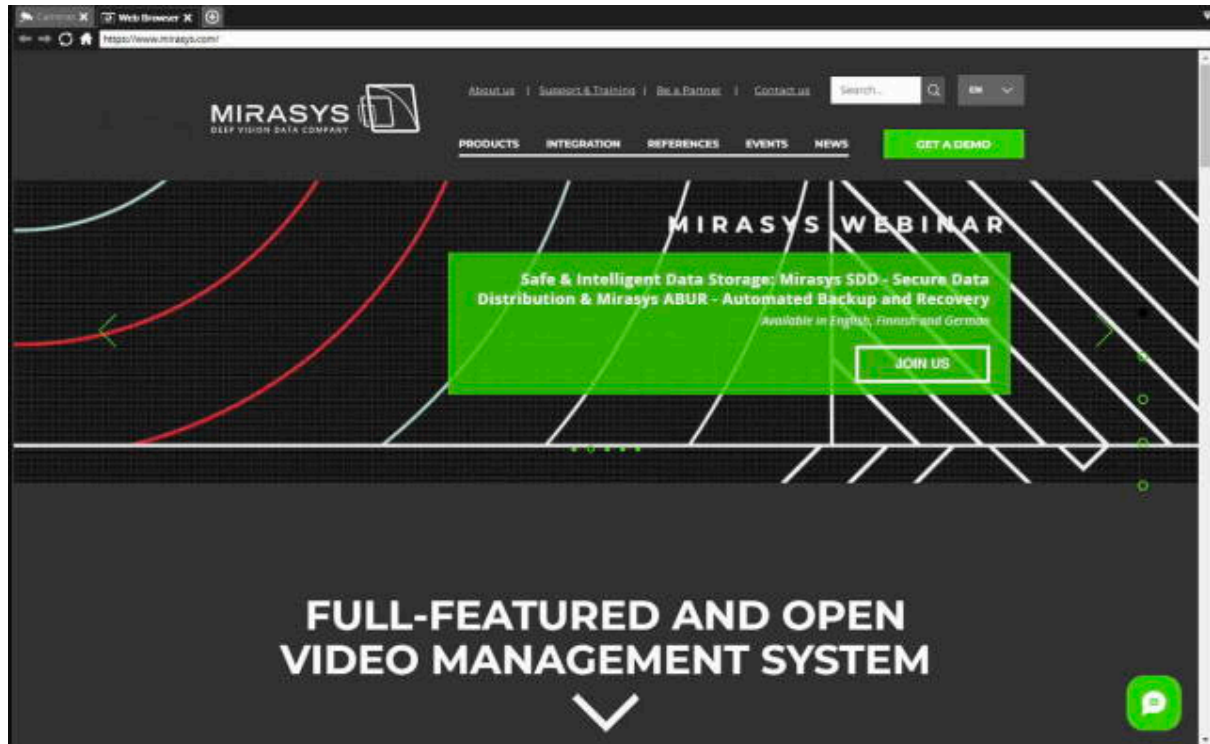 Cameras
Web Browser
https://www.mirasys.com/
MIRASYS
DEEP VISION DATA COMPANY
About us | Support & Training | Be a Partner | Contact us
Search...
EN
PRODUCTS INTEGRATION REFERENCES EVENTS NEWS
GET A DEMO
MIRASYS WEBINAR
Safe & Intelligent Data Storage: Mirasys SDD - Secure Data
Distribution & Mirasys ABUR - Automated Backup and Recovery
Available in English, Finnish and German
JOIN US
FULL-FEATURED AND OPEN
VIDEO MANAGEMENT SYSTEM